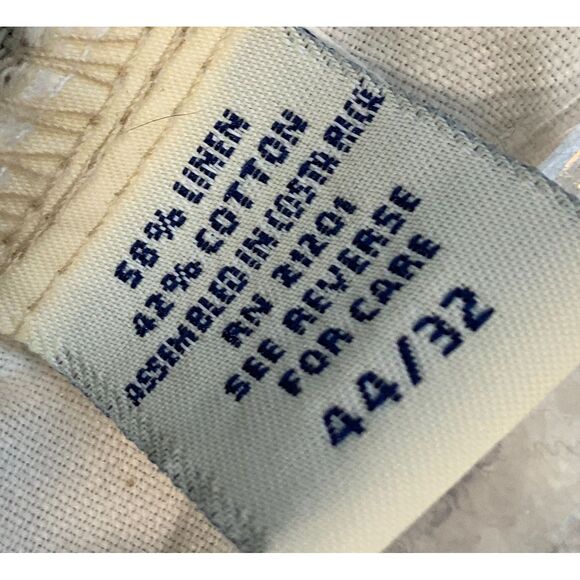 58% LINEN
42% COTTON
ASSEMBLED IN COSTA RICA
RN 21201
SEE REVERSE
FOR CARE
44/32